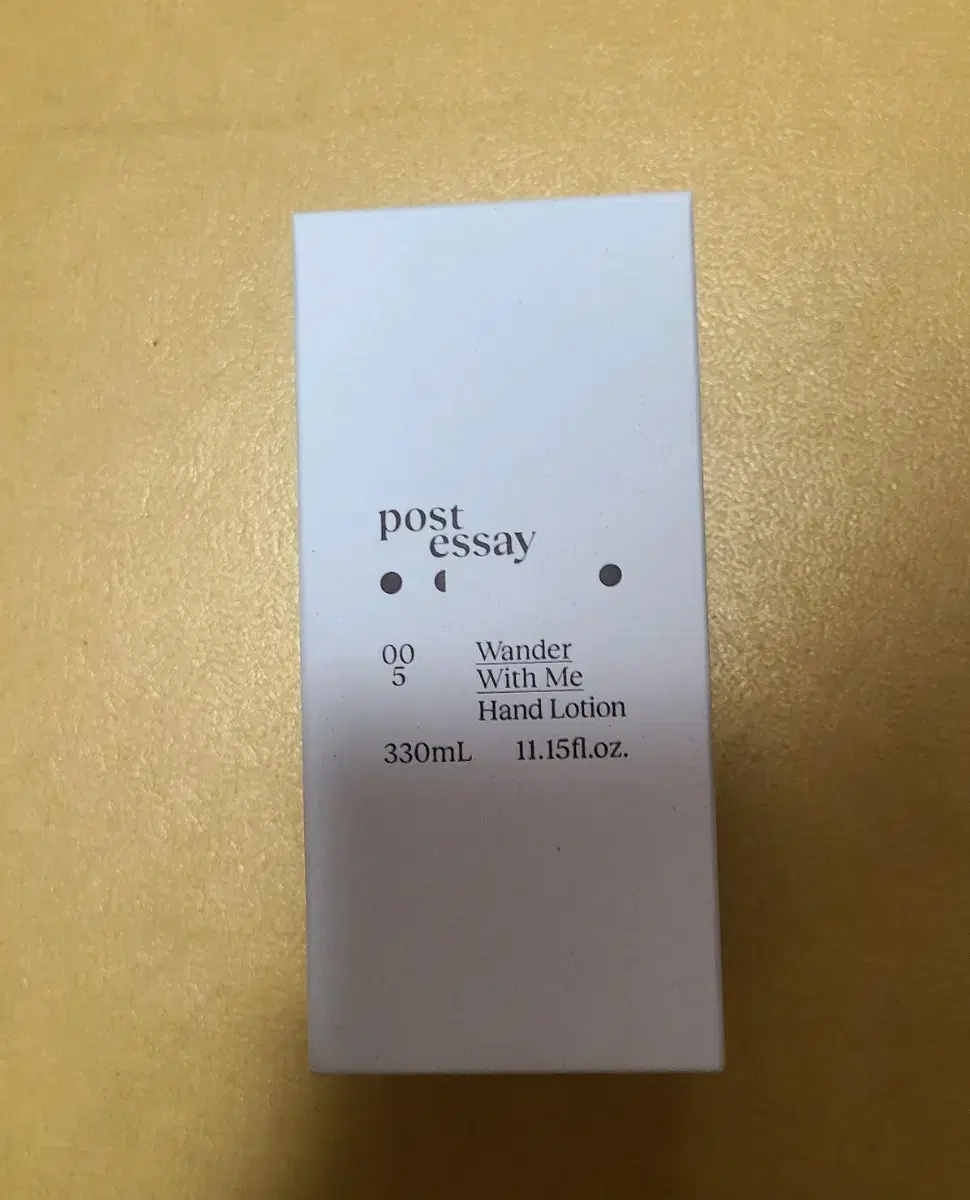 post
essay
00
5
Wander
With Me
Hand Lotion
330mL 11.15fl.oz.